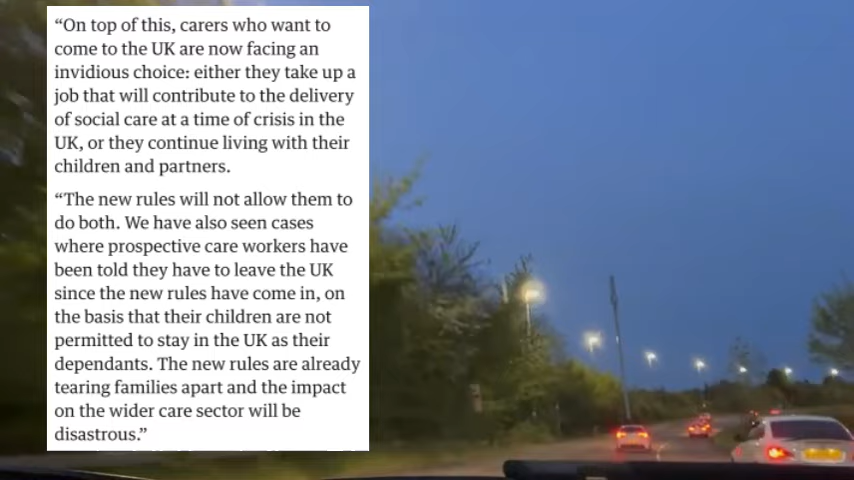 “On top of this, carers who want to
come to the UK are now facing an
invidious choice: either they take up a
job that will contribute to the delivery
of social care at a time of crisis in the
UK, or they continue living with their
children and partners.
“The new rules will not allow them to
do both. We have also seen cases
where prospective care workers have
been told they have to leave the UK
since the new rules have come in, on
the basis that their children are not
permitted to stay in the UK as their
dependants. The new rules are already
tearing families apart and the impact
on the wider care sector will be
disastrous.”